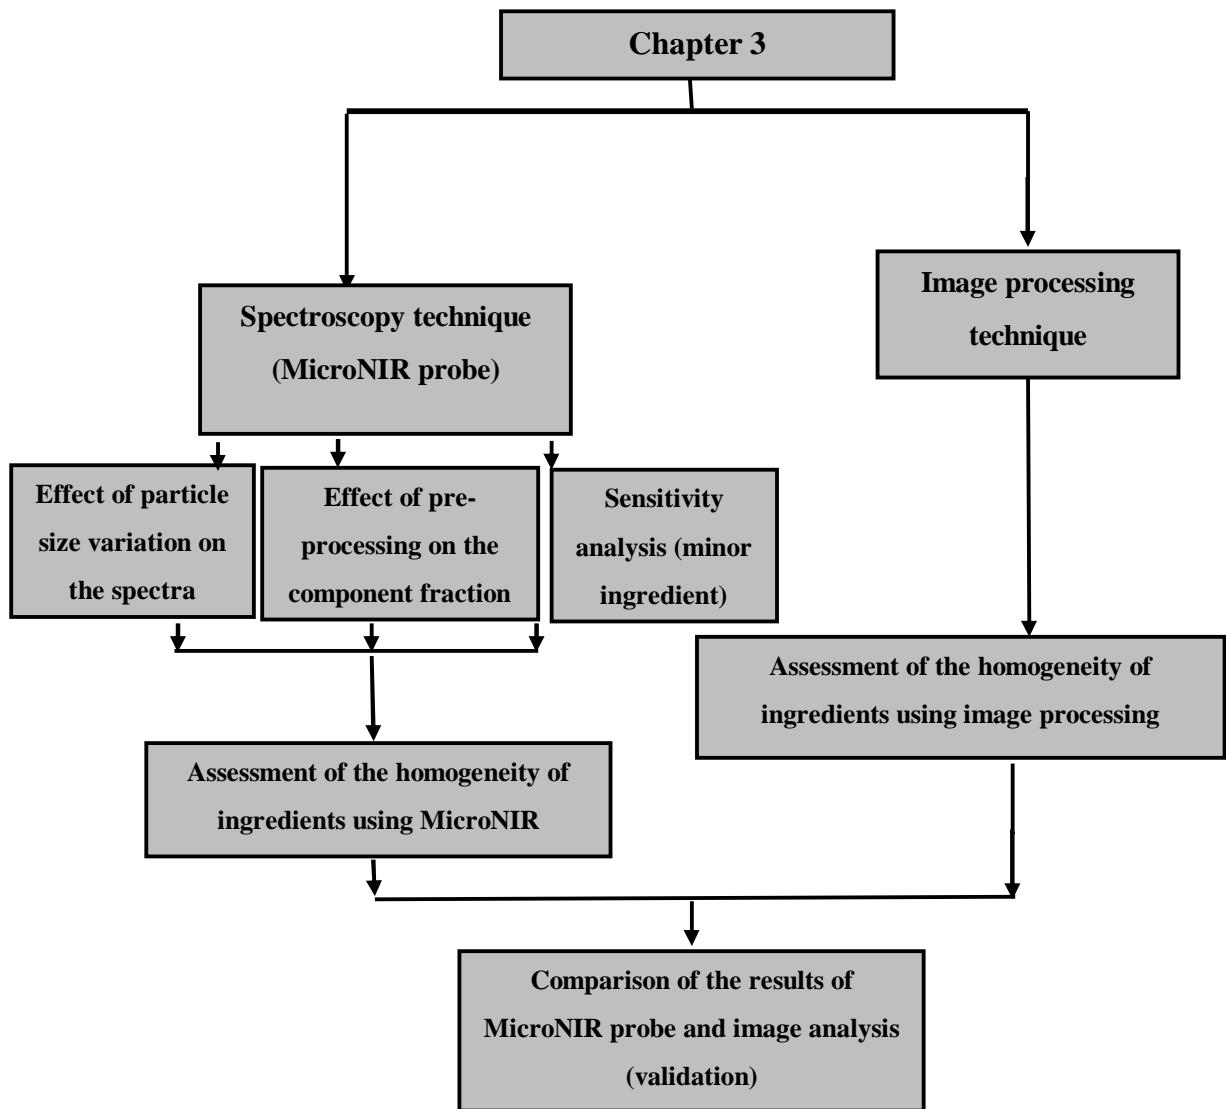 Chapter 3
Spectroscopy technique
(MicroNIR probe)
Image processing
technique
Effect of particle
size variation on
the spectra
Effect of pre-
processing on the
component fraction
Sensitivity
analysis (minor
ingredient)
Assessment of the homogeneity of
ingredients using MicroNIR
Assessment of the homogeneity of
ingredients using image processing
Comparison of the results of
MicroNIR probe and image analysis
(validation)